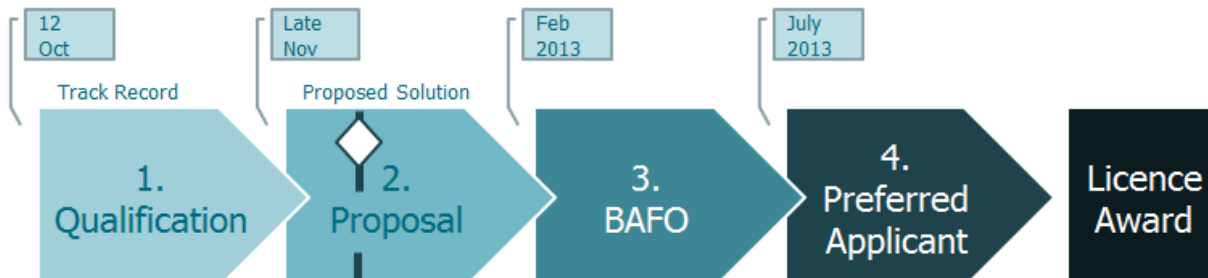 12
Oct
Late
Nov
Feb
2013
July
2013
Track Record
Proposed Solution
1.
Qualification
2.
Proposal
3.
BAFO
4.
Preferred
Applicant
Licence
Award